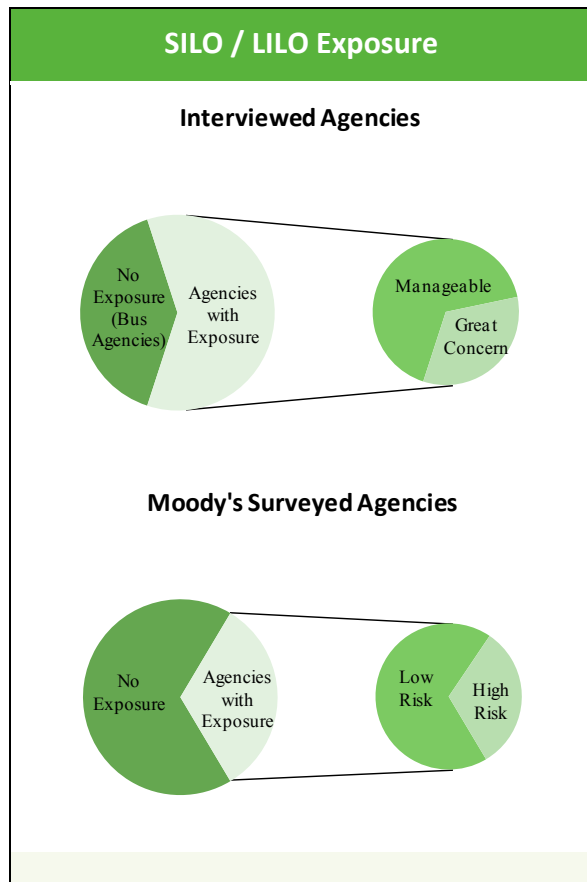 SILO / LILO Exposure
Interviewed Agencies
No
Exposure
(Bus
Agencies)
Agencies
with
Exposure
Manageable
Great
Concern
Moody's Surveyed Agencies
No
Exposure
Agencies
with
Exposure
Low
Risk
High
Risk